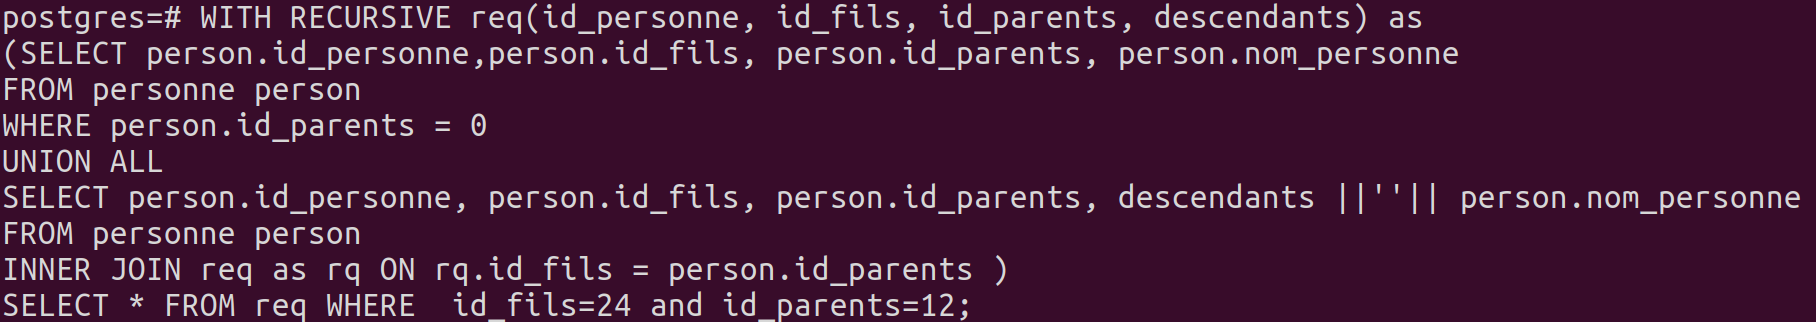 postgres=# WITH RECURSIVE req(id_personne, id_fils, id_parents, descendants) as
(SELECT person.id_personne,person.id_fils, person.id_parents, person.nom_personne
FROM personne person
WHERE person.id_parents = 0
UNION ALL
SELECT person.id_personne, person.id_fils, person.id_parents, descendants ||''|| person.nom_personne
FROM personne person
INNER JOIN req as rq ON rq.id_fils = person.id_parents )
SELECT * FROM req WHERE  id_fils=24 and id_parents=12;